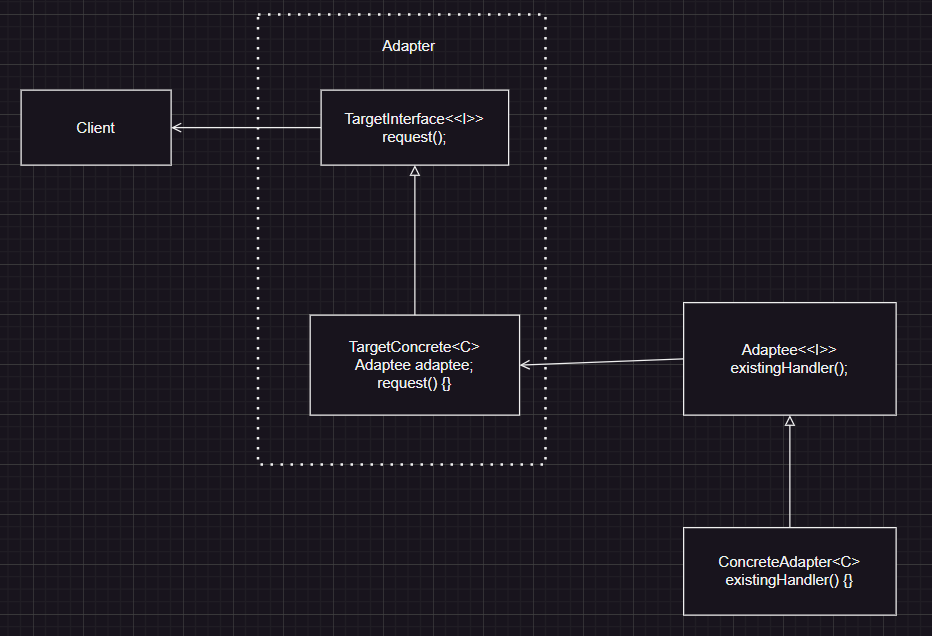 Adapter
Client
TargetInterface<<I>>
request();
TargetConcrete<C>
Adaptee adaptee;
request() {}
Adaptee<<I>>
existingHandler();
ConcreteAdapter<C>
existingHandler() {}